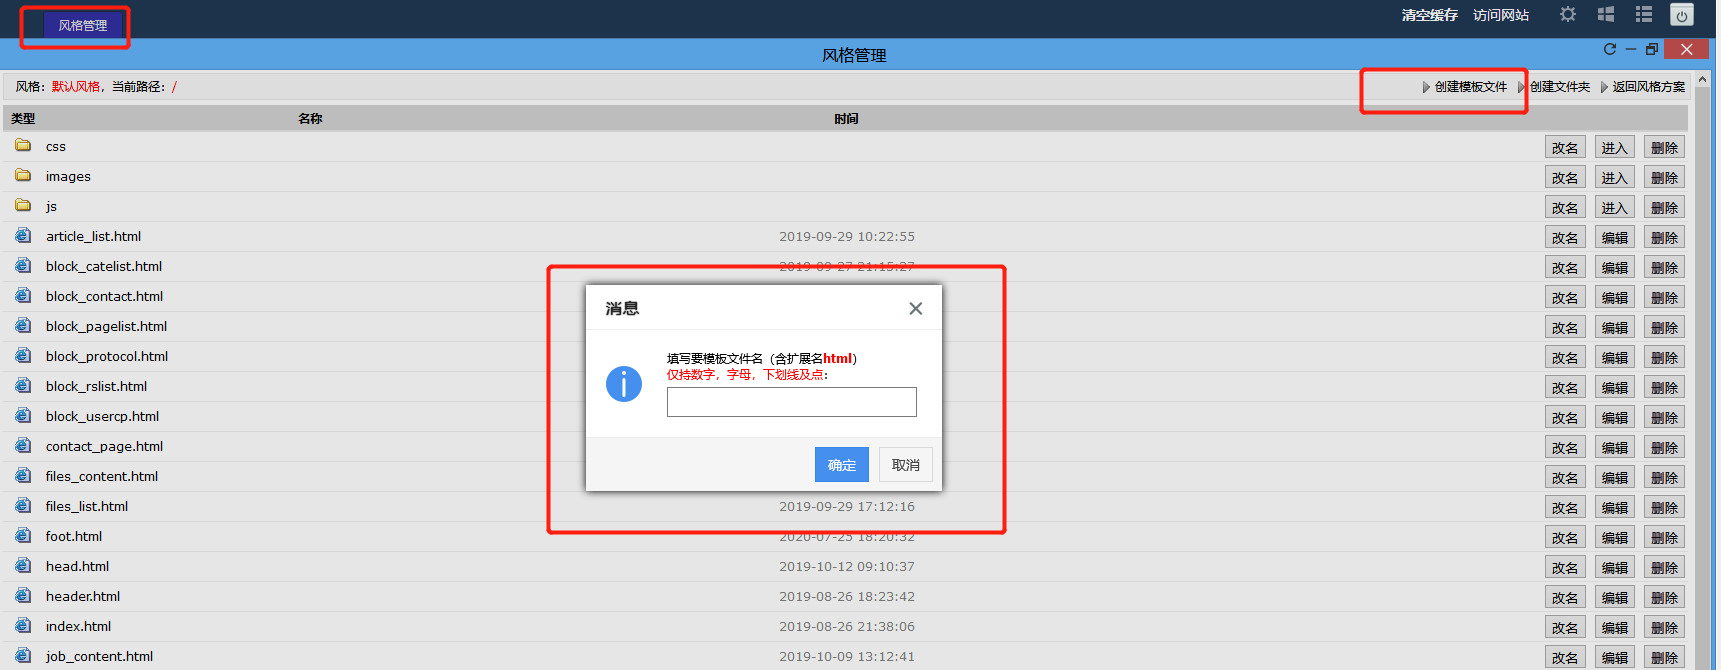 风格管理
清空缓存 访问网站
风格管理
风格：默认风格，当前路径：/ 创建模板文件 创建文件夹 返回风格方案
类型 名称 时间
css 改名 进入 删除
images 改名 进入 删除
js 改名 进入 删除
article_list.html 2019-09-29 10:22:55 改名 编辑 删除
block_catelist.html 2019-09-27 21:15:27 改名 编辑 删除
block_contact.html 改名 编辑 删除
block_pagelist.html 改名 编辑 删除
block_protocol.html 改名 编辑 删除
block_rslist.html 改名 编辑 删除
block_usercp.html 改名 编辑 删除
contact_page.html 改名 编辑 删除
files_content.html 改名 编辑 删除
files_list.html 2019-09-29 17:12:16 改名 编辑 删除
foot.html 2020-07-25 18:20:32 改名 编辑 删除
head.html 2019-10-12 09:10:37 改名 编辑 删除
header.html 2019-08-26 18:23:42 改名 编辑 删除
index.html 2019-08-26 21:38:06 改名 编辑 删除
job_content.html 2019-10-09 13:12:41 改名 编辑 删除
消息
填写要模板文件名（含扩展名html）
仅持数字，字母，下划线及点：
确定 取消